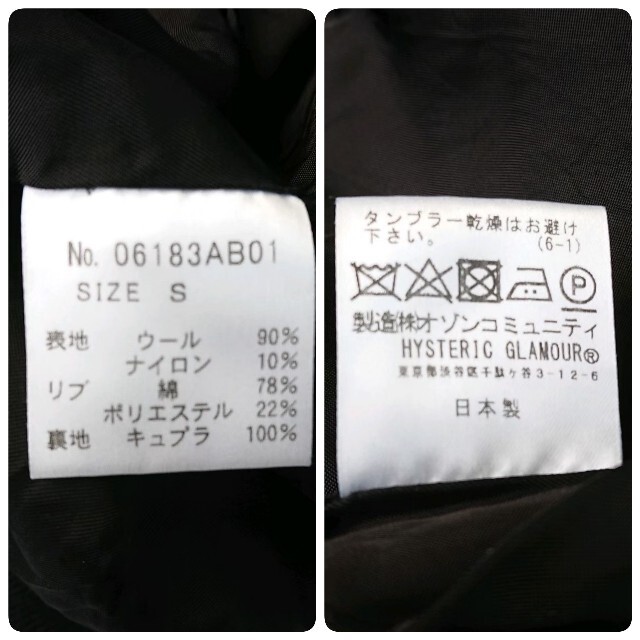 No. 06183AB01
SIZE S
表地 ウール 90%
ナイロン 10%
リブ 綿 78%
ポリエステル 22%
裏地 キュプラ 100%
タンブラー乾燥はお避け
下さい。 (6-1)
P
製造(株)オゾンコミュニティ
HYSTERIC GLAMOUR®
東京都渋谷区千駄ヶ谷3-12-6
日本製